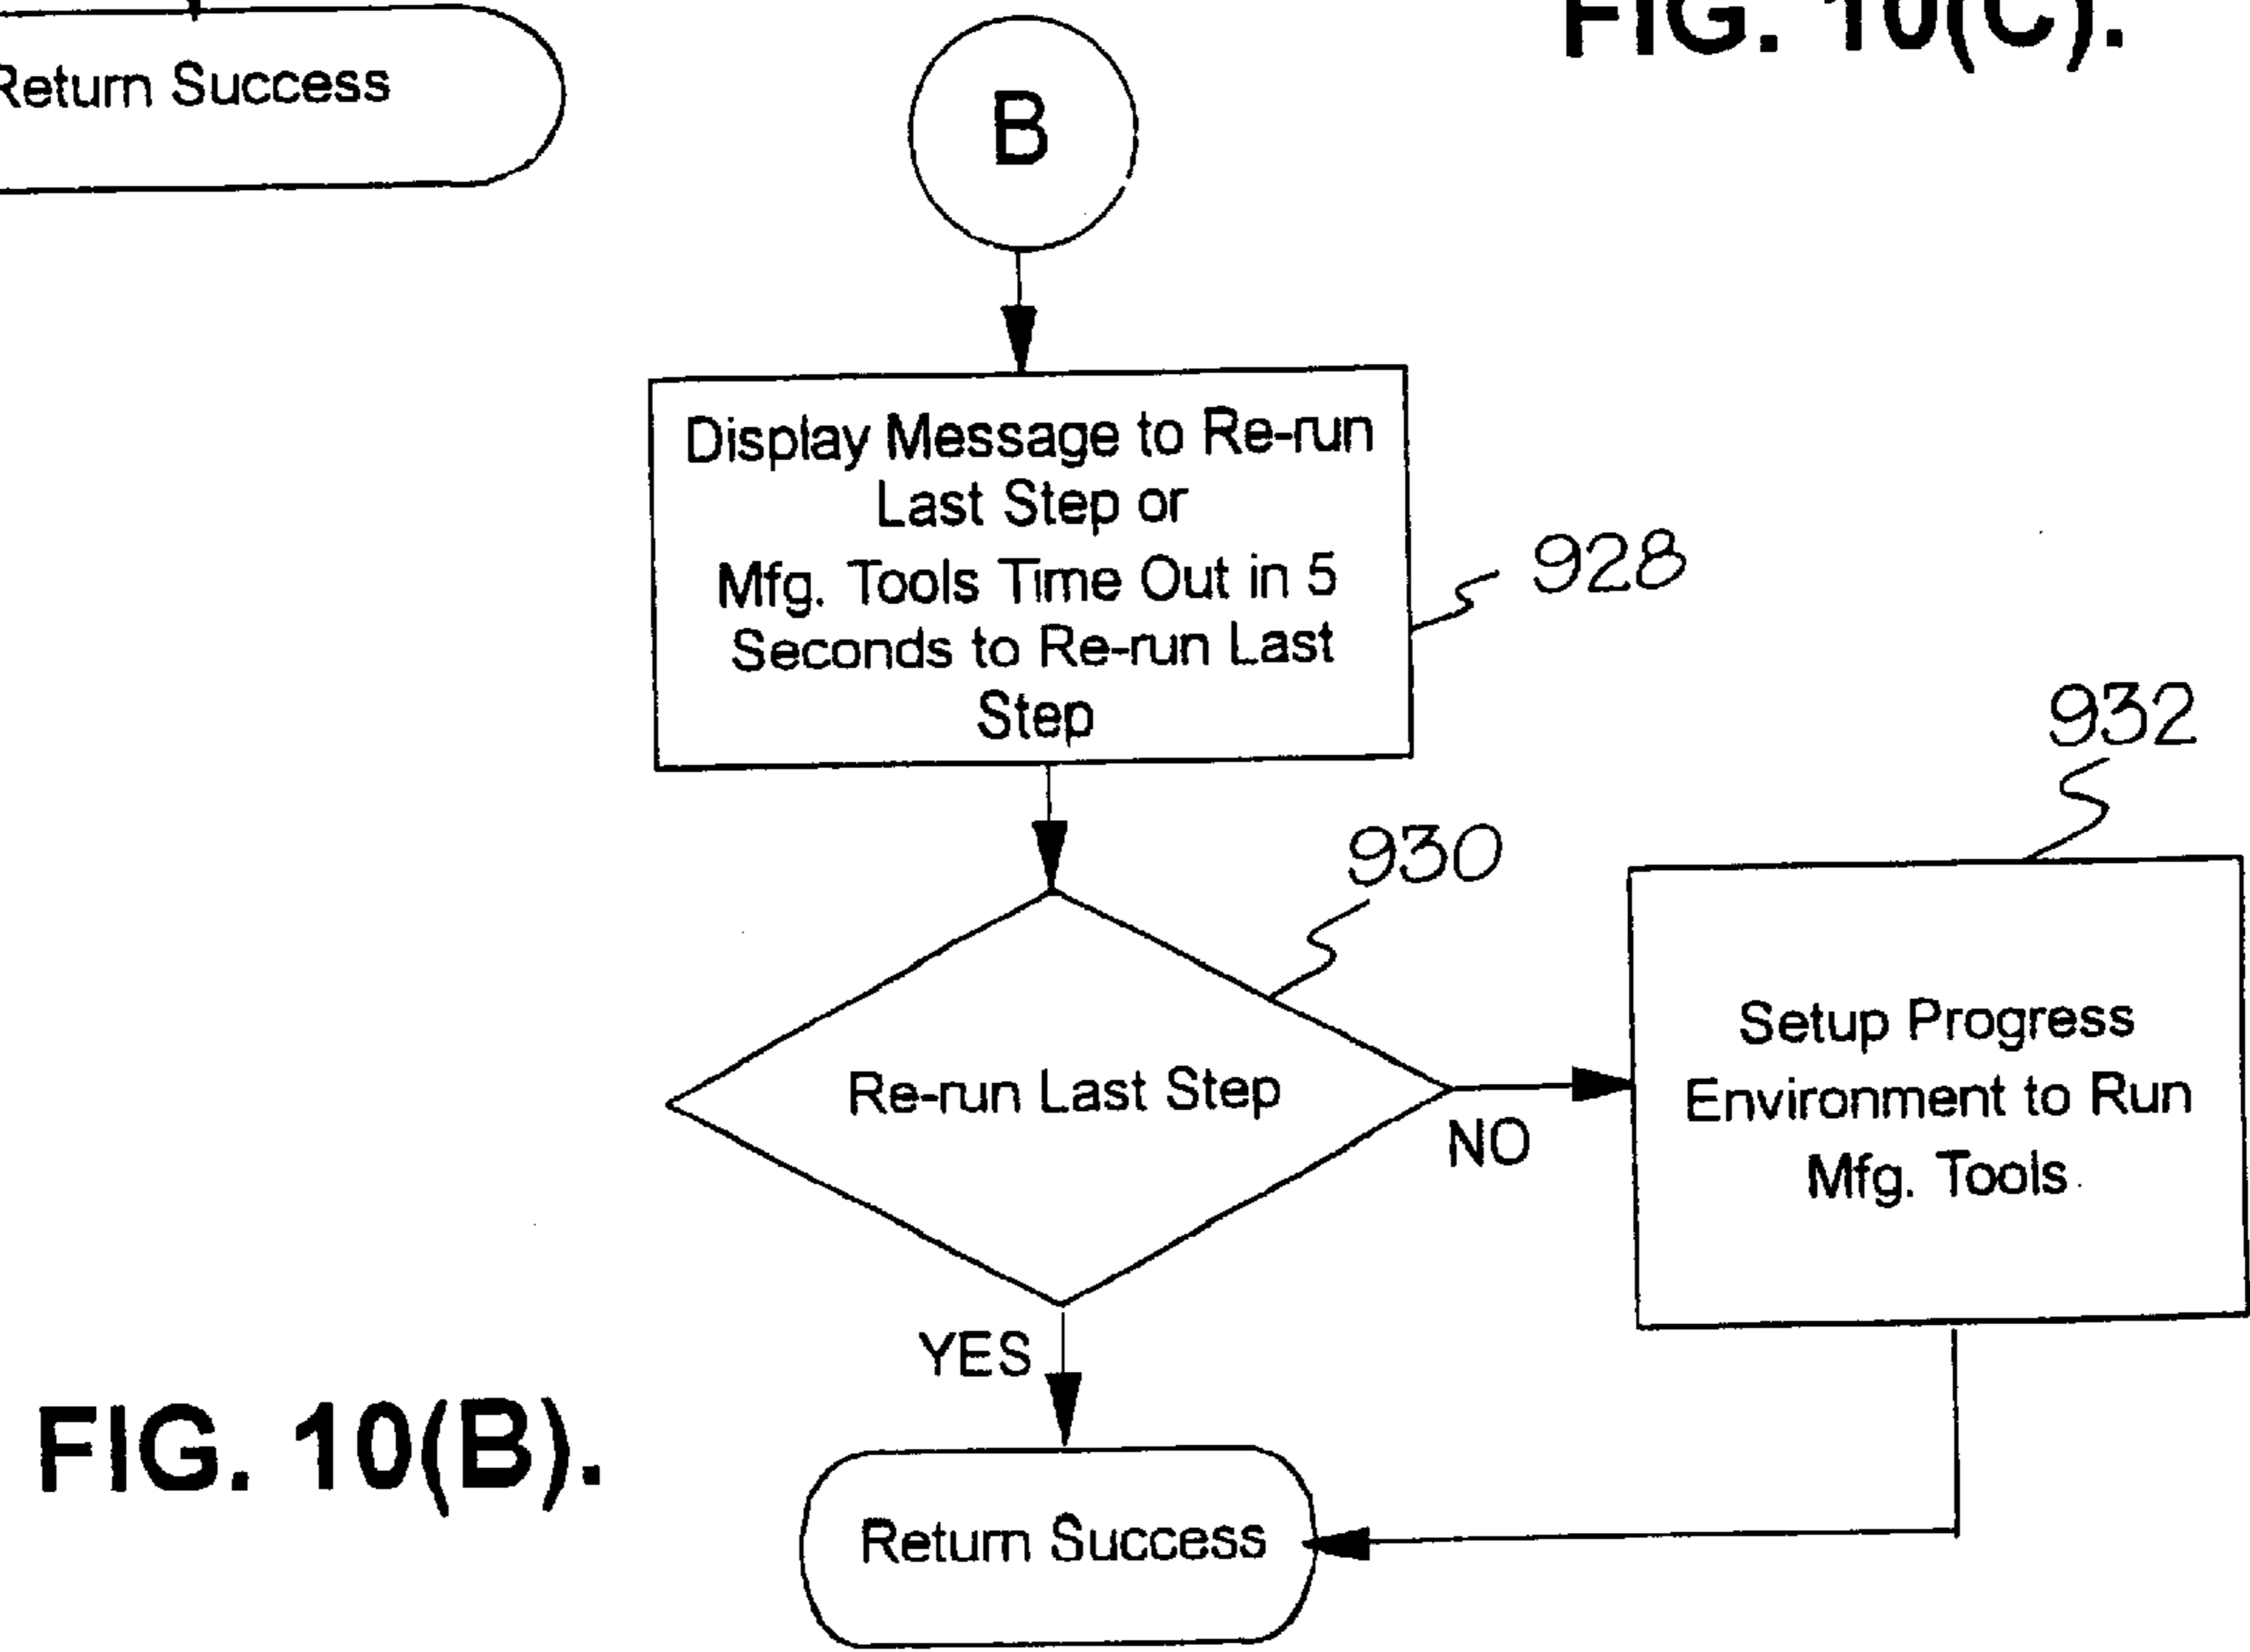 FIG. 10(C).
Return Success
B
Display Message to Re-run
Last Step or
Mfg. Tools Time Out in 5
Seconds to Re-run Last
Step
928
932
930
Re-run Last Step
NO
Setup Progress
Environment to Run
Mfg. Tools
YES
FIG. 10(B).
Return Success